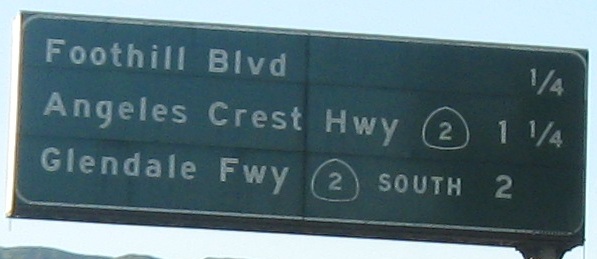 Foothill Blvd 1/4
Angeles Crest Hwy 2 1 1/4
Glendale Fwy 2 SOUTH 2